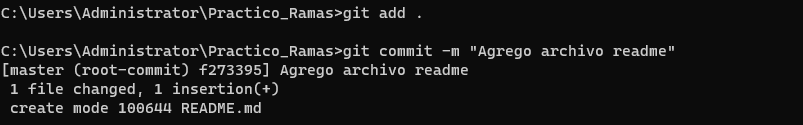 C:\Users\Administrator\Practico_Ramas>git add .
C:\Users\Administrator\Practico_Ramas>git commit -m "Agrego archivo readme"
[master (root-commit) f273395] Agrego archivo readme
 1 file changed, 1 insertion(+)
 create mode 100644 README.md